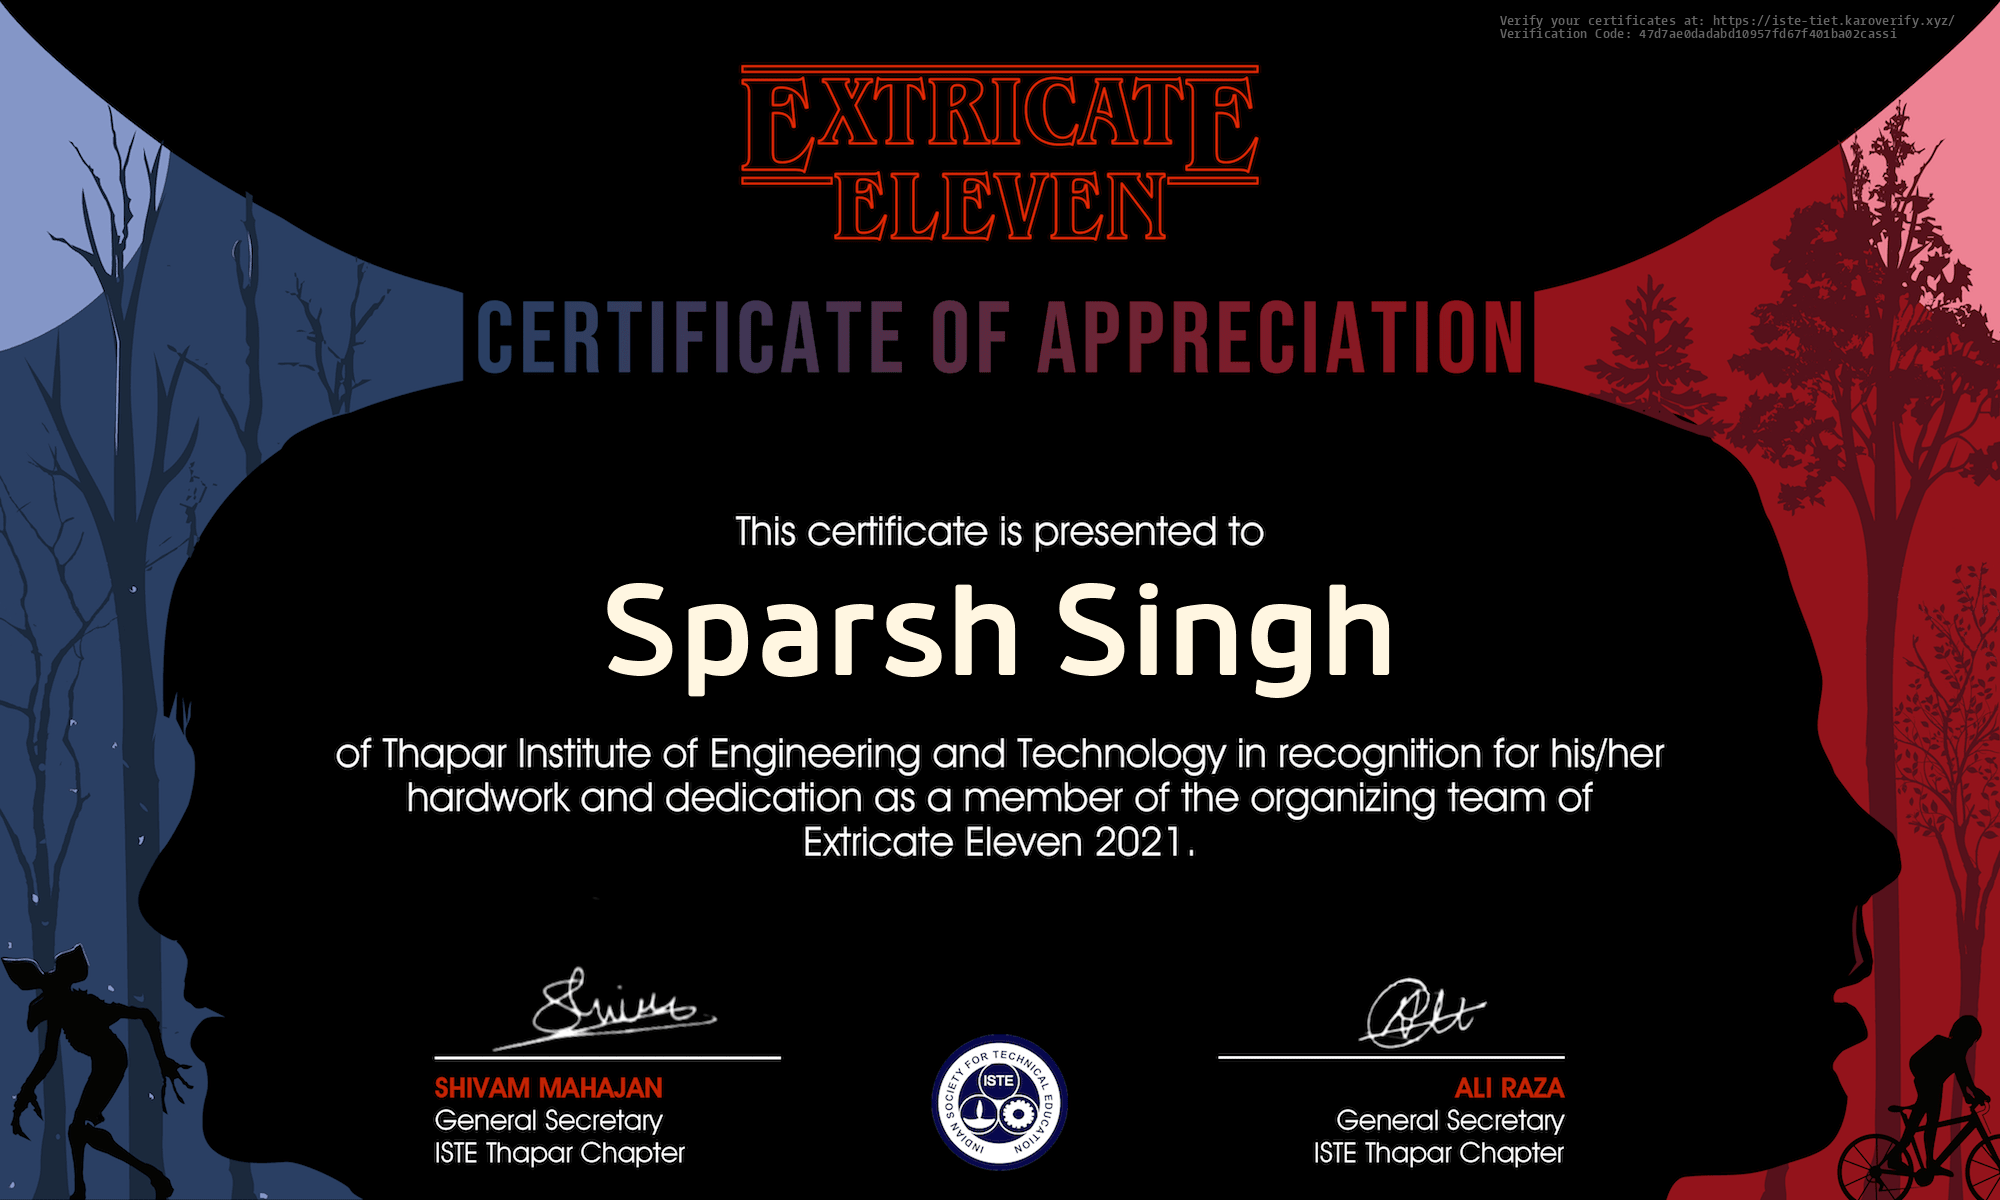 Verify your certificates at: https://iste-tiet.karoverify.xyz/
Verification Code: 47d7ae0dadabd10957fd67f401ba02cassi
EXTRICATE
ELEVEN
CERTIFICATE OF APPRECIATION
This certificate is presented to
Sparsh Singh
of Thapar Institute of Engineering and Technology in recognition for his/her
hardwork and dedication as a member of the organizing team of
Extricate Eleven 2021.
SHIVAM MAHAJAN
General Secretary
ISTE Thapar Chapter
INDIAN SOCIETY FOR TECHNICAL EDUCATION
ISTE
ALI RAZA
General Secretary
ISTE Thapar Chapter